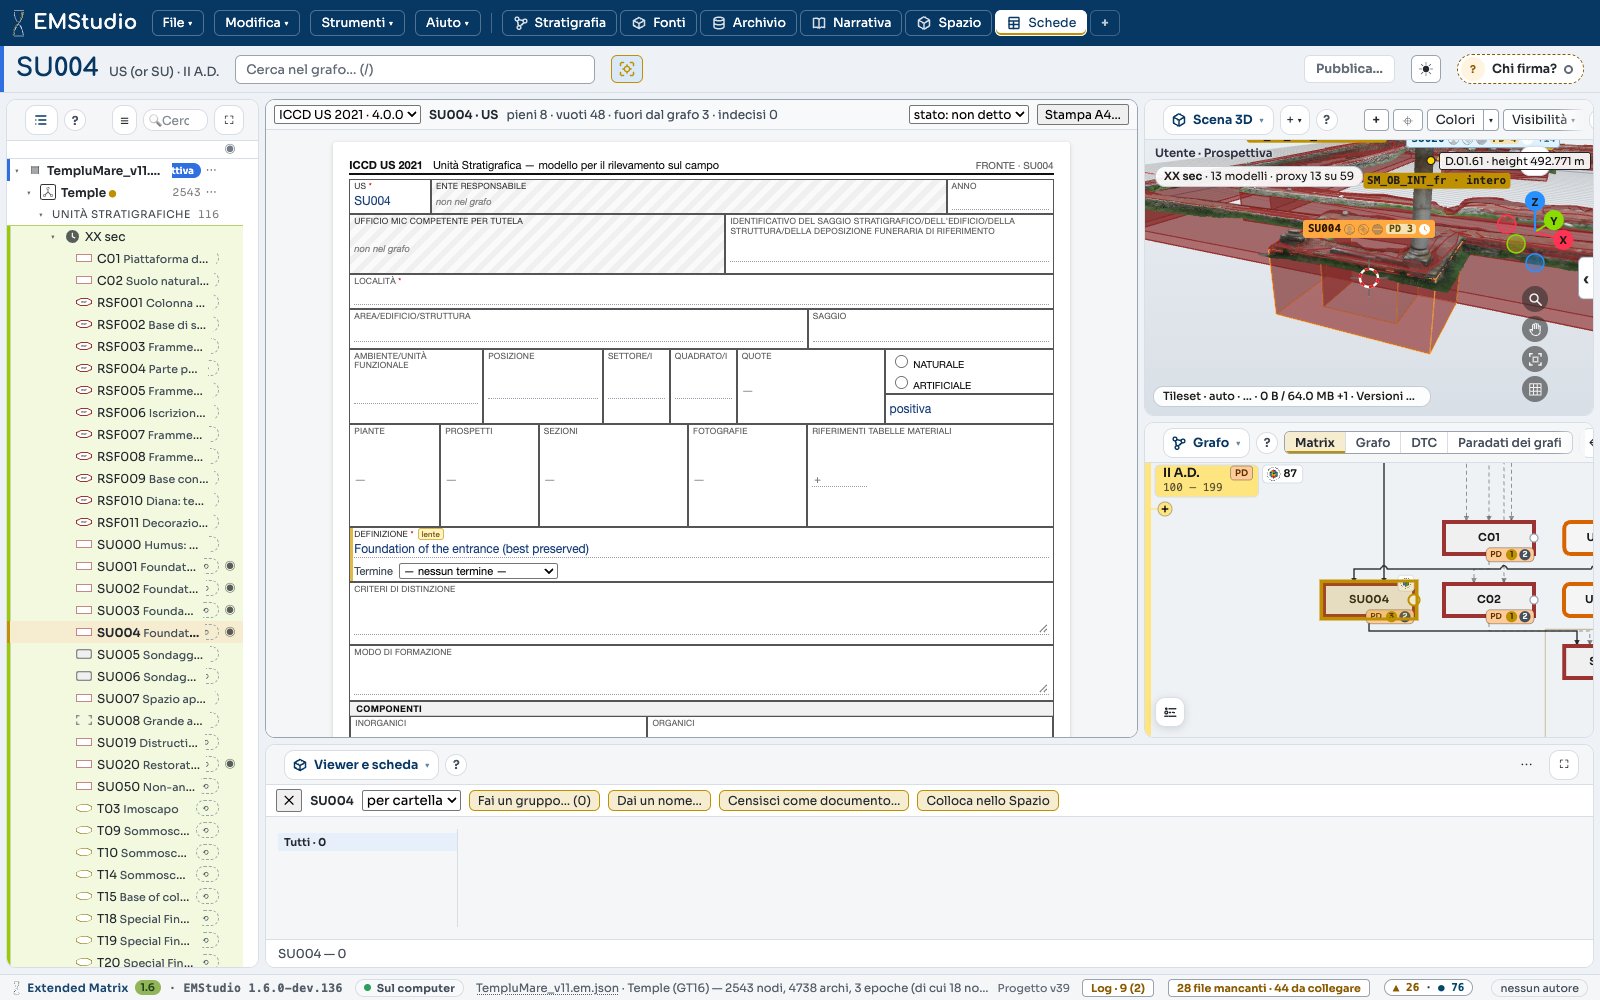 EMStudio File Modifica Strumenti Aiuto Stratigrafia Fonti Archivio Narrativa Spazio Schede +
SU004 US (or SU) · II A.D. Cerca nel grafo... (/) Pubblica... ? Chi firma?
? Cerc
TempluMare_v11.... ttiva ...
Temple 2543 ...
UNITÀ STRATIGRAFICHE 116
XX sec
C01 Piattaforma d...
C02 Suolo natural...
RSF001 Colonna ...
RSF002 Base di s...
RSF003 Framme...
RSF004 Parte p...
RSF005 Framme...
RSF006 Iscrizion...
RSF007 Framme...
RSF008 Framme...
RSF009 Base con...
RSF010 Diana: te...
RSF011 Decorazio...
SU000 Humus: ...
SU001 Foundat...
SU002 Foundat...
SU003 Founda...
SU004 Foundat...
SU005 Sondagg...
SU006 Sondag...
SU007 Spazio ap...
SU008 Grande a...
SU019 Distructi...
SU020 Restorat...
SU050 Non-an...
T03 Imoscapo
T09 Sommosc...
T10 Sommosc...
T14 Sommosc...
T15 Base of col...
T18 Special Fin...
T19 Special Fin...
T20 Special Fin...
ICCD US 2021 · 4.0.0 SU004 · US pieni 8 · vuoti 48 · fuori dal grafo 3 · indecisi 0 stato: non detto Stampa A4...
ICCD US 2021 Unità Stratigrafica — modello per il rilevamento sul campo FRONTE · SU004
US * ENTE RESPONSABILE ANNO
SU004 non nel grafo
UFFICIO MIC COMPETENTE PER TUTELA IDENTIFICATIVO DEL SAGGIO STRATIGRAFICO/DELL'EDIFICIO/DELLA
STRUTTURA/DELLA DEPOSIZIONE FUNERARIA DI RIFERIMENTO
non nel grafo
LOCALITÀ *
AREA/EDIFICIO/STRUTTURA SAGGIO
AMBIENTE/UNITÀ POSIZIONE SETTORE/I QUADRATO/I QUOTE
FUNZIONALE NATURALE
— ARTIFICIALE
positiva
PIANTE PROSPETTI SEZIONI FOTOGRAFIE RIFERIMENTI TABELLE MATERIALI
— — — — +
DEFINIZIONE * lente
Foundation of the entrance (best preserved)
Termine — nessun termine —
CRITERI DI DISTINZIONE
MODO DI FORMAZIONE
COMPONENTI
INORGANICI ORGANICI
Scena 3D + ? + Colori Visibilità
Utente · Prospettiva
D.01.61 · height 492.771 m
XX sec · 13 modelli · proxy 13 su 59 SM_OB_INT_fr · intero
SU004 PD 3
Z
Y
X
Tileset · auto · ... · 0 B / 64.0 MB +1 · Versioni ...
Grafo ? Matrix Grafo DTC Paradati dei grafi
II A.D. PD 87
100 — 199
+
C01
PD 1 2
SU004 C02
PD 3 2 PD 1 2
Viewer e scheda ? ...
× SU004 per cartella Fai un gruppo... (0) Dai un nome... Censisci come documento... Colloca nello Spazio
Tutti · 0
SU004 — 0
Extended Matrix 1.6 · EMStudio 1.6.0-dev.136 Sul computer TempluMare_v11.em.json · Temple (GT16) — 2543 nodi, 4738 archi, 3 epoche (di cui 18 no... Progetto v39 Log · 9 (2) 28 file mancanti · 44 da collegare ▲ 26 · ● 76 nessun autore